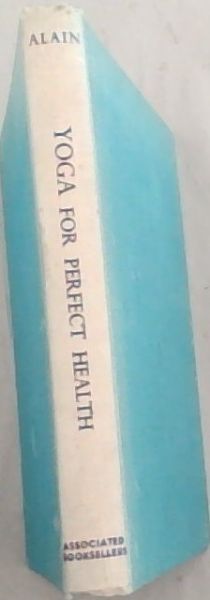 ALAIN
YOGA FOR PERFECT HEALTH
ASSOCIATED
BOOKSELLERS